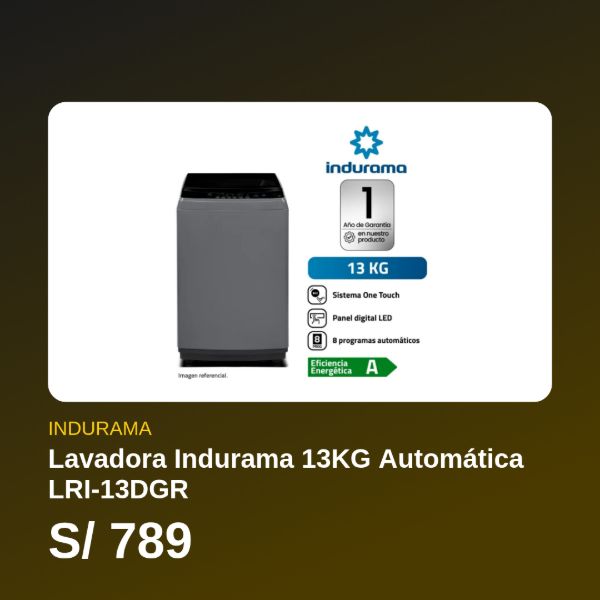 indurama
1
Año de Garantía
en nuestro
producto
13 KG
Sistema One Touch
Panel digital LED
8
8 programas automáticos
Eficiencia
Energética A
Imagen referencial.
INDURAMA
Lavadora Indurama 13KG Automática
LRI-13DGR
S/ 789